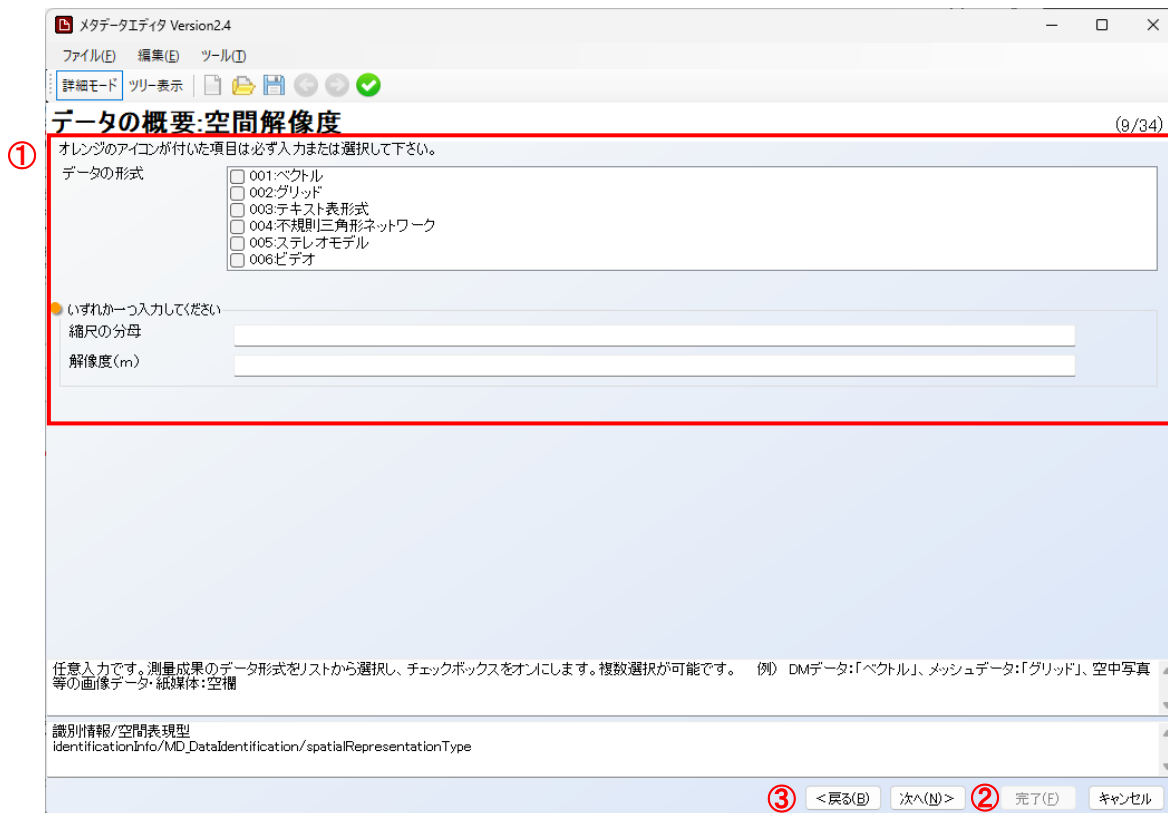 メタデータエディタ Version2.4
ファイル(F) 編集(E) ツール(T)
詳細モード ツリー表示
データの概要:空間解像度
(9/34)
①
オレンジのアイコンが付いた項目は必ず入力または選択して下さい。
データの形式
001:ベクトル
002:グリッド
003:テキスト表形式
004:不規則三角形ネットワーク
005:ステレオモデル
006:ビデオ
いずれか一つ入力してください
縮尺の分母
解像度(m)
任意入力です。測量成果のデータ形式をリストから選択し、チェックボックスをオンにします。複数選択が可能です。 例) DMデータ:「ベクトル」、メッシュデータ:「グリッド」、空中写真
等の画像データ・紙媒体:空欄
識別情報/空間表現型
identificationInfo/MD_DataIdentification/spatialRepresentationType
③ <戻る(B) 次へ(N)> ② 完了(F) キャンセル